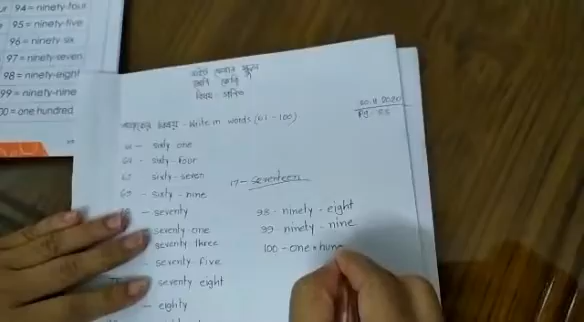 94 = ninety-four
95 = ninety-five
96 = ninety-six
97 = ninety-seven
98 = ninety-eight
99 = ninety-nine
00 = one hundred
বিষয় - গণিত
Write in words (61 - 100)
Pg - 55
61 - sixty one
64 - sixty-four
67 sixty-seven
69 - sixty-nine
- seventy
seventy one
seventy three
- seventy-five
seventy eight
- eighty
17 - Seventeen
98 - ninety - eight
99 - ninety - nine
100 - one hun